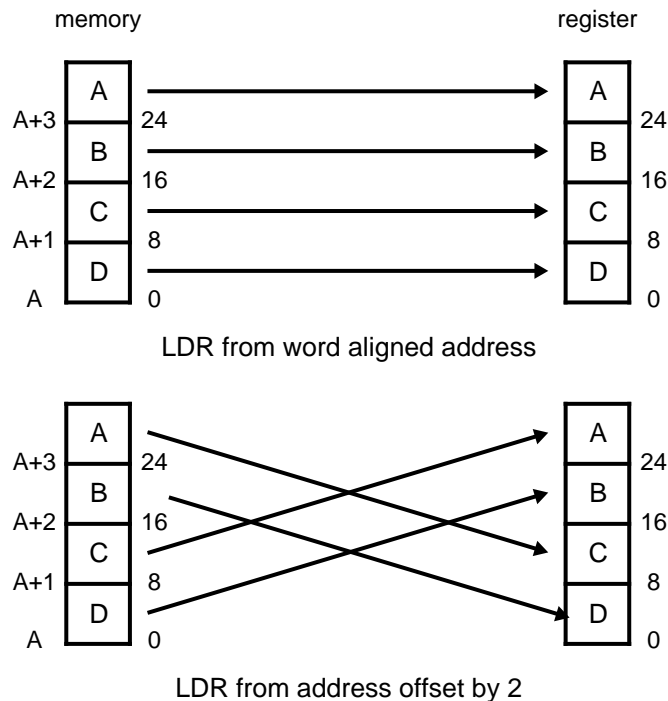 memory register
A A
A+3 24 24
B B
A+2 16 16
C C
A+1 8 8
D D
A 0 0
LDR from word aligned address
A A
A+3 24 24
B B
A+2 16 16
C C
A+1 8 8
D D
A 0 0
LDR from address offset by 2